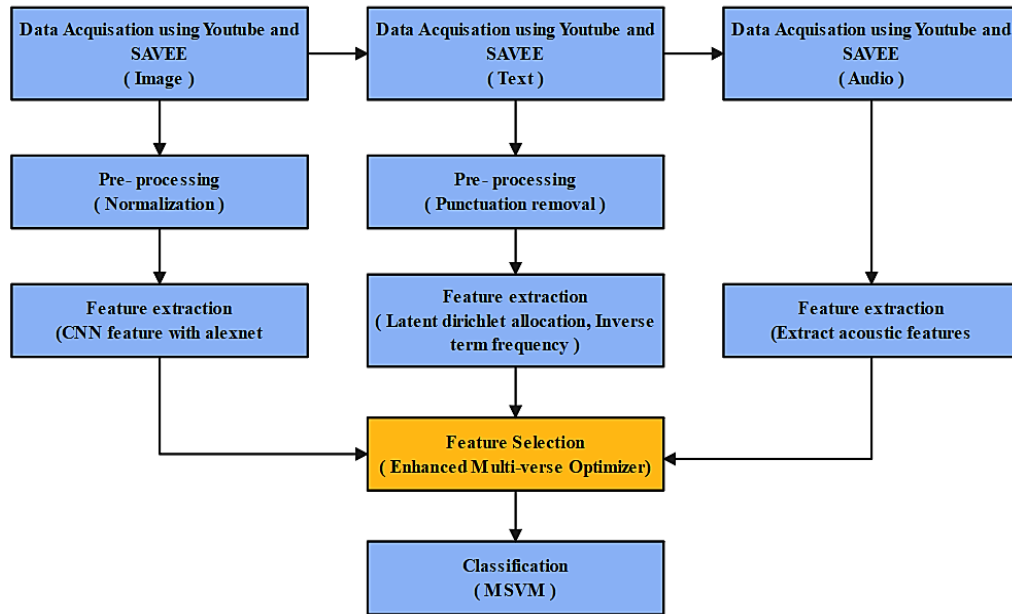 Data Acquisation using Youtube and
SAVEE
( Image )
Data Acquisation using Youtube and
SAVEE
( Text )
Data Acquisation using Youtube and
SAVEE
( Audio )
Pre- processing
( Normalization )
Pre- processing
( Punctuation removal )
Feature extraction
(CNN feature with alexnet
Feature extraction
( Latent dirichlet allocation, Inverse
term frequency )
Feature extraction
(Extract acoustic features
Feature Selection
( Enhanced Multi-verse Optimizer)
Classification
( MSVM )